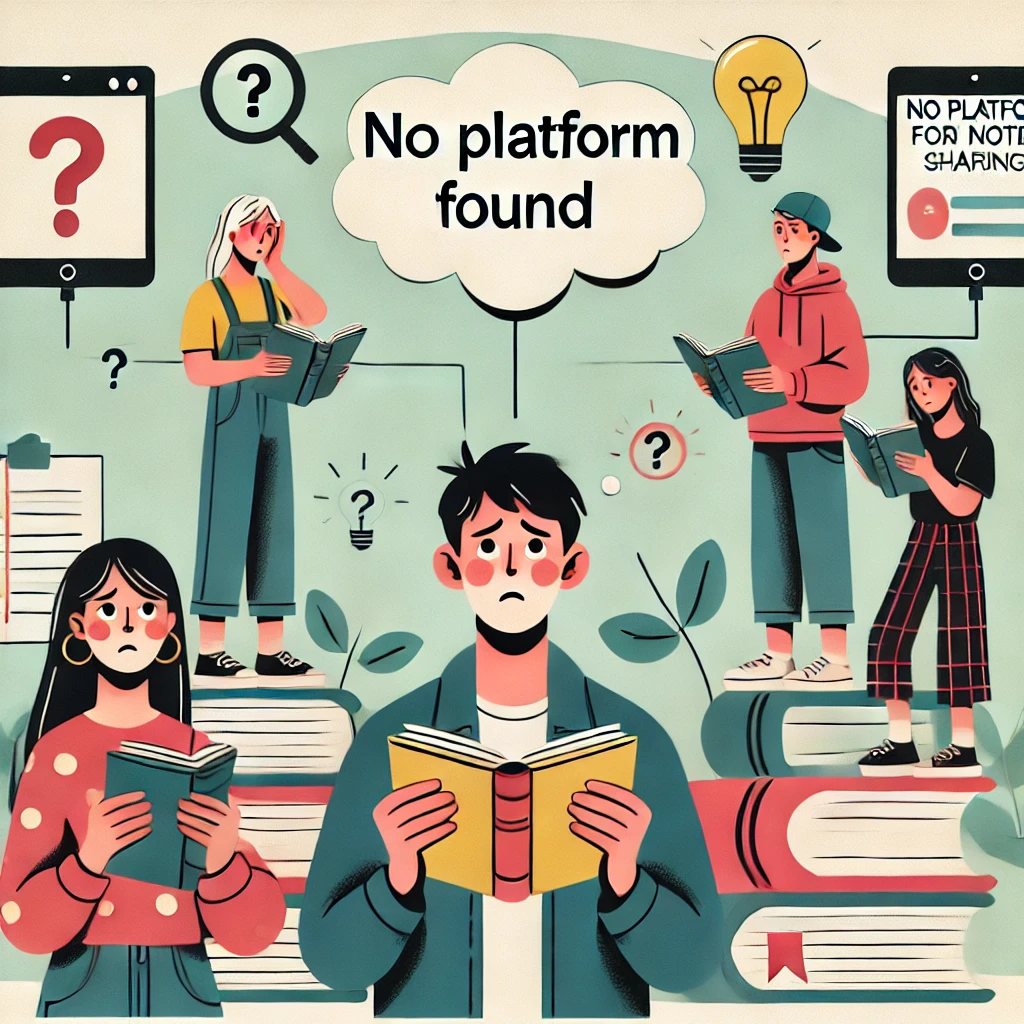 ?
?
No platform
found
NO PLATFO
FOR NOTE
SHARING
?
?
?